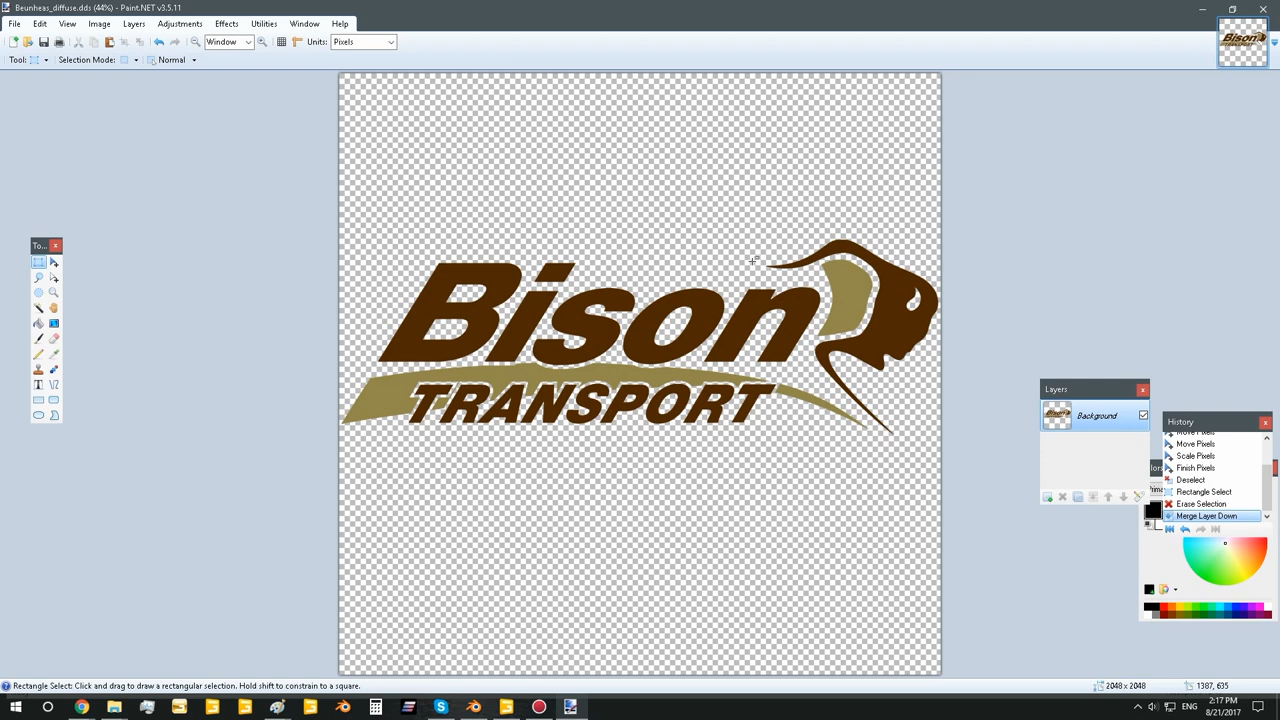 Beunheas_diffuse.dds (44%) - Paint.NET v3.5.11
File Edit View Image Layers Adjustments Effects Utilities Window Help
Window Units: Pixels
Tool: Selection Mode: Normal
Bison
TRANSPORT
To...
Layers
Background
History
Move Pixels
Move Pixels
Scale Pixels
Finish Pixels
Deselect
Rectangle Select
Erase Selection
Merge Layer Down
Rectangle Select: Click and drag to draw a rectangular selection. Hold shift to constrain to a square.
2048 x 2048
1387, 635
ENG
2:17 PM
8/21/2017